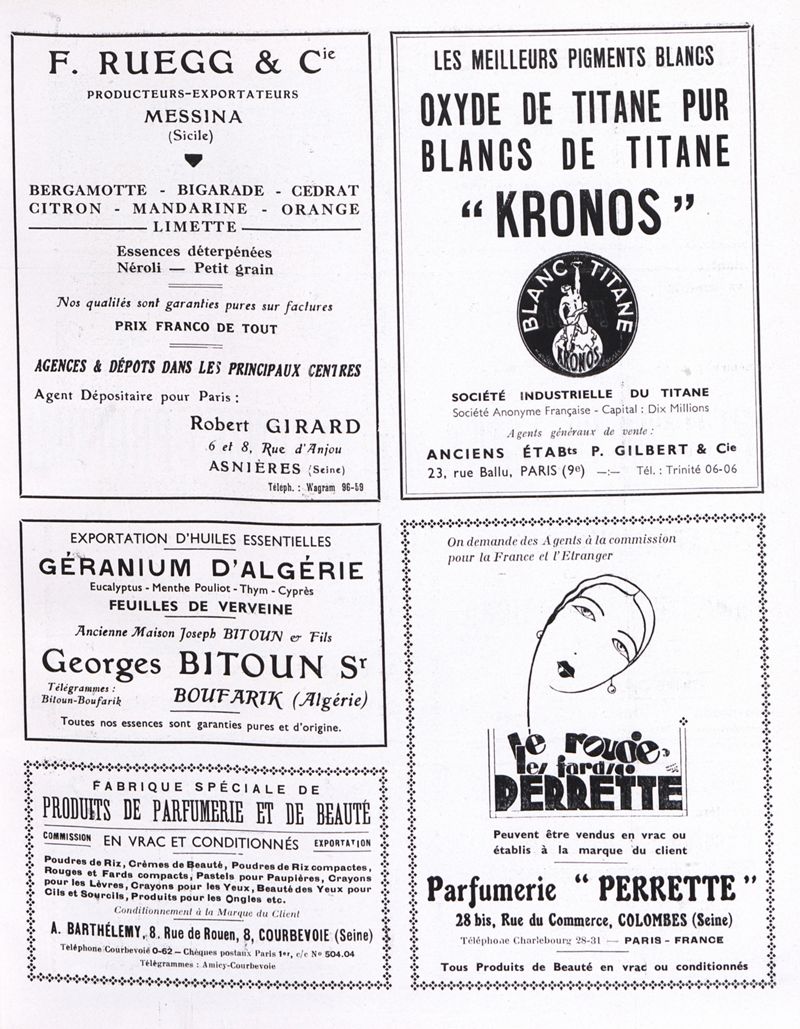 F. RUEGG & Cie
PRODUCTEURS-EXPORTATEURS
MESSINA
(Sicile)
BERGAMOTTE - BIGARADE - CEDRAT
CITRON - MANDARINE - ORANGE
LIMETTE
Essences déterpénées
Néroli — Petit grain
Nos qualités sont garanties pures sur factures
PRIX FRANCO DE TOUT
AGENCES & DÉPOTS DANS LES PRINCIPAUX CENTRES
Agent Dépositaire pour Paris :
Robert GIRARD
6 et 8, Rue d'Anjou
ASNIÈRES (Seine)
Téléph. : Wagram 96-59
LES MEILLEURS PIGMENTS BLANCS
OXYDE DE TITANE PUR
BLANCS DE TITANE
“ KRONOS ”
BLANC TITANE
KRONOS
SOCIÉTÉ INDUSTRIELLE DU TITANE
Société Anonyme Française - Capital : Dix Millions
Agents généraux de vente :
ANCIENS ÉTABts P. GILBERT & Cie
23, rue Ballu, PARIS (9e) —:— Tél. : Trinité 06-06
EXPORTATION D'HUILES ESSENTIELLES
GÉRANIUM D'ALGÉRIE
Eucalyptus - Menthe Pouliot - Thym - Cyprès
FEUILLES DE VERVEINE
Ancienne Maison Joseph BITOUN & Fils
Georges BITOUN Sr
Télégrammes :
Bitoun-Boufarik
BOUFARIK (Algérie)
Toutes nos essences sont garanties pures et d'origine.
FABRIQUE SPÉCIALE DE
PRODUITS DE PARFUMERIE ET DE BEAUTÉ
COMMISSION EN VRAC ET CONDITIONNÉS EXPORTATION
Poudres de Riz, Crèmes de Beauté, Poudres de Riz compactes,
Rouges et Fards compacts, Pastels pour Paupières, Crayons
pour les Lèvres, Crayons pour les Yeux, Beauté des Yeux pour
Cils et Sourcils, Produits pour les Ongles etc.
Conditionnement à la Marque du Client
A. BARTHÉLEMY, 8, Rue de Rouen, 8, COURBEVOIE (Seine)
Téléphone Courbevoie 0-62 — Chèques postaux Paris 1er, c/c No 504.04
Télégrammes : Amicy-Courbevoie
On demande des Agents à la commission
pour la France et l'Etranger
le rouge
les fards
PERRETTE
Peuvent être vendus en vrac ou
établis à la marque du client
Parfumerie “ PERRETTE ”
28 bis, Rue du Commerce, COLOMBES (Seine)
Téléphone Charlebourg 28-31 — PARIS - FRANCE
Tous Produits de Beauté en vrac ou conditionnés